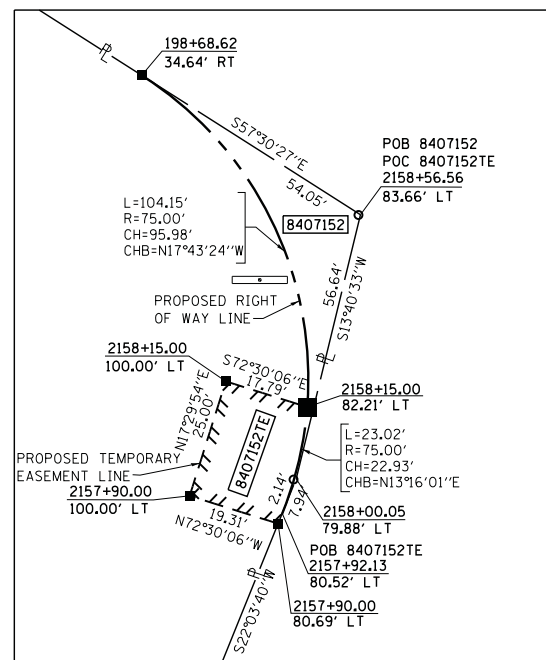 198+68.62
34.64' RT
PL
S57°30'27"E
54.05'
POB 8407152
POC 8407152TE
2158+56.56
83.66' LT
L=104.15'
R=75.00'
CH=95.98'
CHB=N17°43'24"W
8407152
56.64'
S13°40'33"W
PL
PROPOSED RIGHT
OF WAY LINE
2158+15.00
100.00' LT
S72°30'06"E
17.79'
2158+15.00
82.21' LT
N17°29'54"E
25.00'
8407152TE
L=23.02'
R=75.00'
CH=22.93'
CHB=N13°16'01"E
PROPOSED TEMPORARY
EASEMENT LINE
2157+90.00
100.00' LT
19.31'
N72°30'06"W
2.14'
7.94'
2158+00.05
79.88' LT
POB 8407152TE
2157+92.13
80.52' LT
2157+90.00
80.69' LT
PL
S22°03'40"W